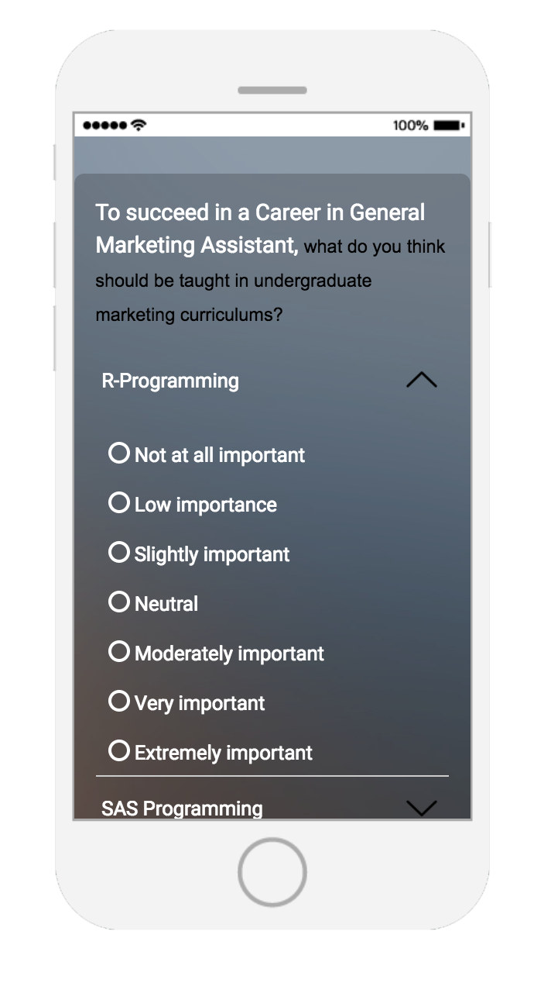 100%
To succeed in a Career in General
Marketing Assistant, what do you think
should be taught in undergraduate
marketing curriculums?
R-Programming
Not at all important
Low importance
Slightly important
Neutral
Moderately important
Very important
Extremely important
SAS Programming